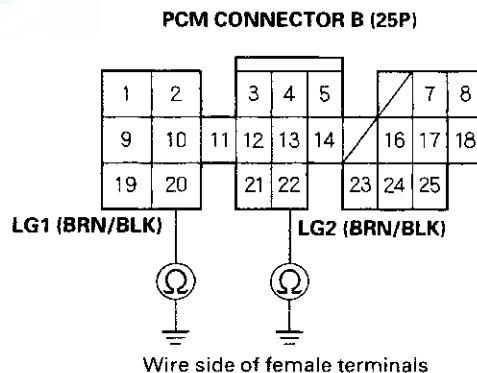 PCM CONNECTOR B (25P)
1 2 3 4 5 7 8
9 10 11 12 13 14 16 17 18
19 20 21 22 23 24 25
LG1 (BRN/BLK) LG2 (BRN/BLK)
Ω Ω
Wire side of female terminals